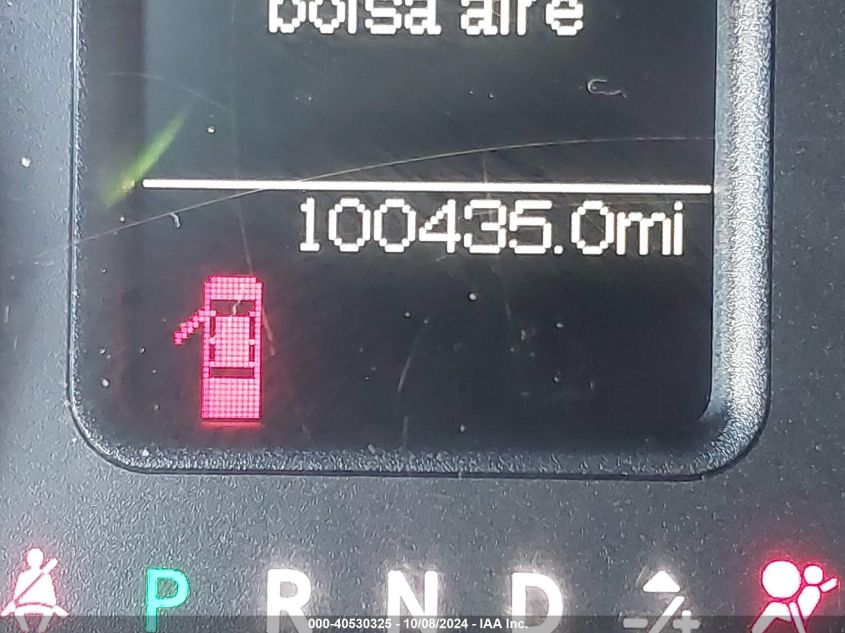 bolsa aire
100435.0mi
P R N D -/+
000-40530325 - 10/08/2024 - IAA Inc.